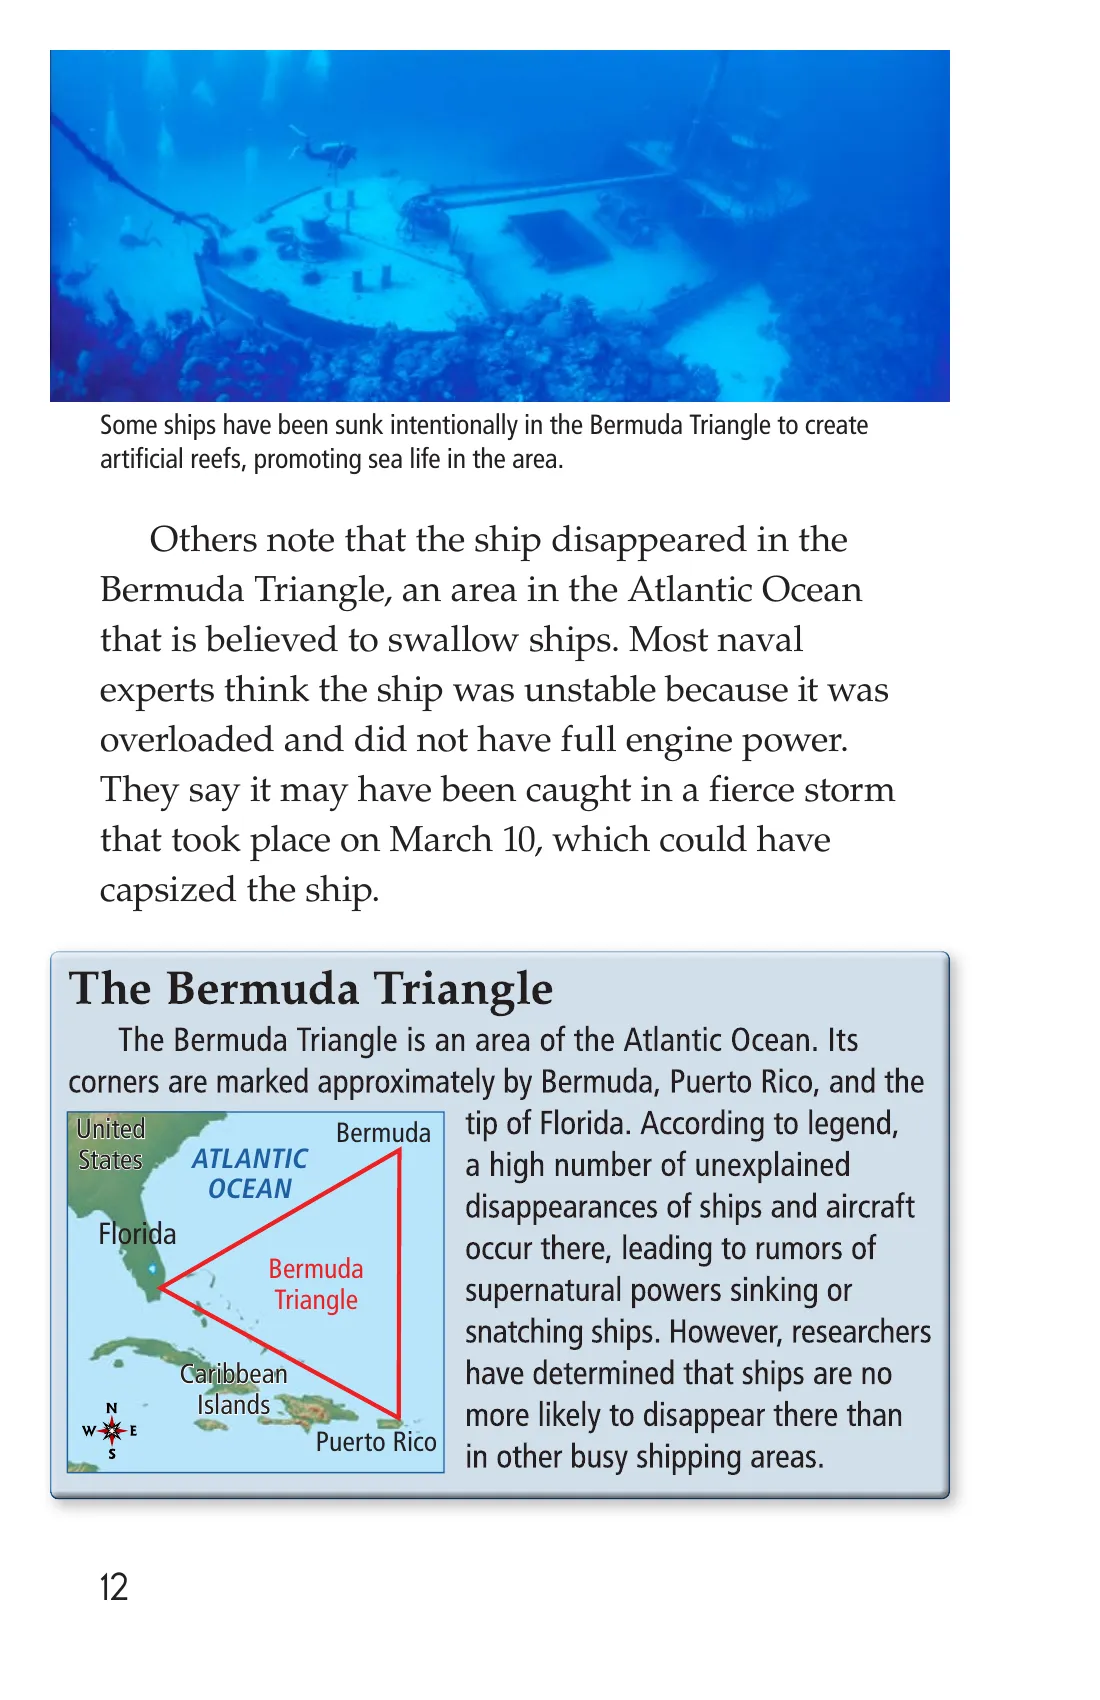 Some ships have been sunk intentionally in the Bermuda Triangle to create
artificial reefs, promoting sea life in the area.
Others note that the ship disappeared in the
Bermuda Triangle, an area in the Atlantic Ocean
that is believed to swallow ships. Most naval
experts think the ship was unstable because it was
overloaded and did not have full engine power.
They say it may have been caught in a fierce storm
that took place on March 10, which could have
capsized the ship.
The Bermuda Triangle
The Bermuda Triangle is an area of the Atlantic Ocean. Its
corners are marked approximately by Bermuda, Puerto Rico, and the
tip of Florida. According to legend,
a high number of unexplained
disappearances of ships and aircraft
occur there, leading to rumors of
supernatural powers sinking or
snatching ships. However, researchers
have determined that ships are no
more likely to disappear there than
in other busy shipping areas.
United
States
ATLANTIC
OCEAN
Bermuda
Florida
Bermuda
Triangle
Caribbean
Islands
Puerto Rico
N
W E
S
12